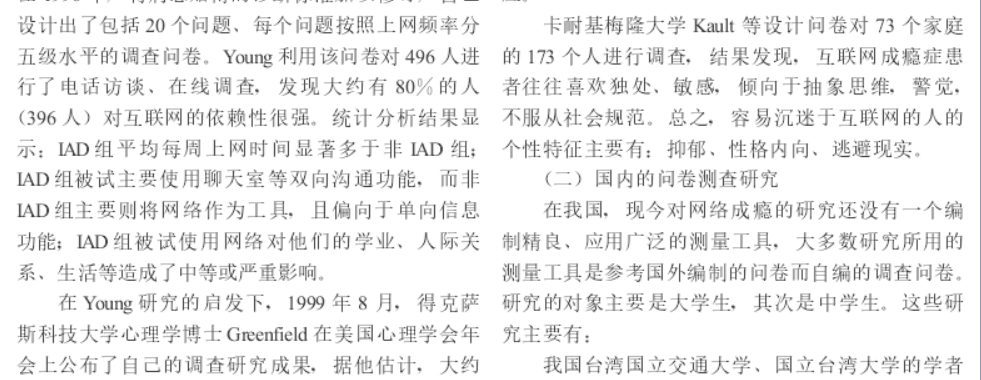 设计出了包括 20 个问题、每个问题按照上网频率分
五级水平的调查问卷。Young 利用该问卷对 496 人进
行了电话访谈、在线调查，发现大约有 80％的人
（396 人）对互联网的依赖性很强。统计分析结果显
示：IAD 组平均每周上网时间显著多于非 IAD 组；
IAD 组被试主要使用聊天室等双向沟通功能，而非
IAD 组主要则将网络作为工具，且偏向于单向信息
功能；IAD 组被试使用网络对他们的学业、人际关
系、生活等造成了中等或严重影响。
在 Young 研究的启发下，1999 年 8 月，得克萨
斯科技大学心理学博士 Greenfield 在美国心理学会年
会上公布了自己的调查研究成果，据他估计，大约
卡耐基梅隆大学 Kault 等设计问卷对 73 个家庭
的 173 个人进行调查，结果发现，互联网成瘾症患
者往往喜欢独处、敏感，倾向于抽象思维，警觉，
不服从社会规范。总之，容易沉迷于互联网的人的
个性特征主要有：抑郁、性格内向、逃避现实。
（二）国内的问卷测查研究
在我国，现今对网络成瘾的研究还没有一个编
制精良、应用广泛的测量工具，大多数研究所用的
测量工具是参考国外编制的问卷而自编的调查问卷。
研究的对象主要是大学生，其次是中学生。这些研
究主要有：
我国台湾国立交通大学、国立台湾大学的学者